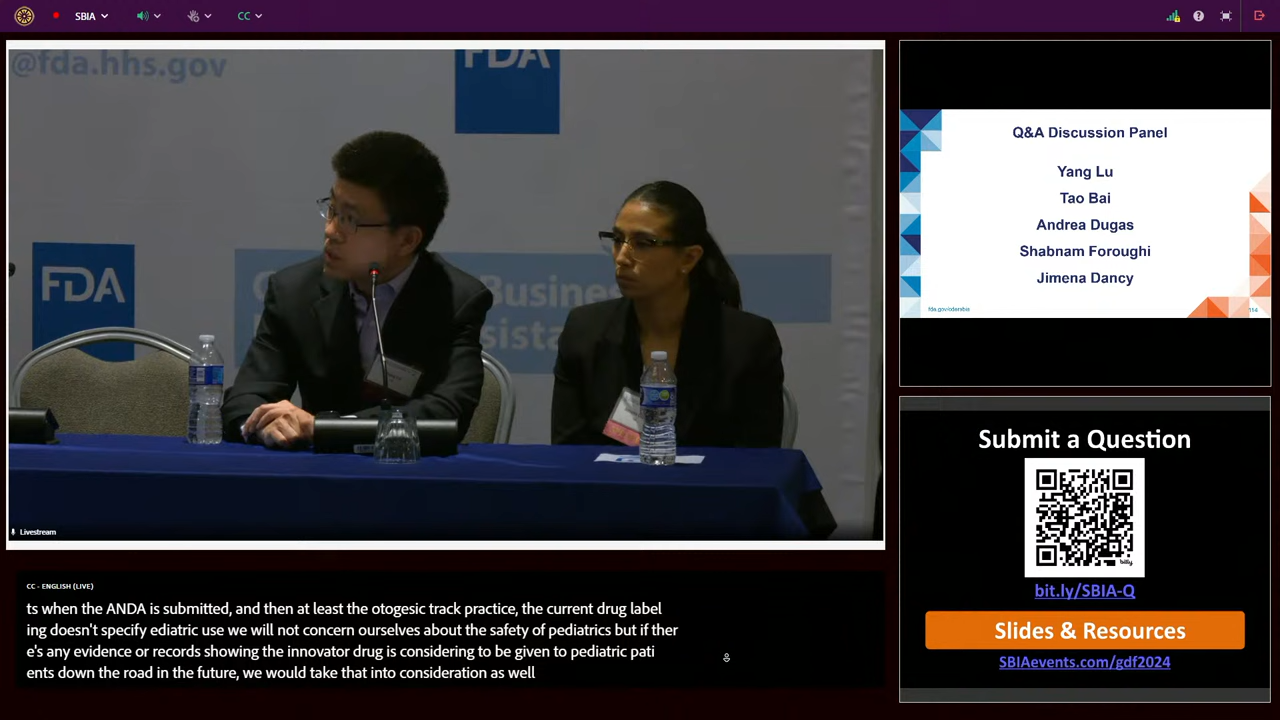 SBIA
CC
@fda.hhs.gov
FDA
FDA
Busine
sista
Livestream
CC - ENGLISH (LIVE)
ts when the ANDA is submitted, and then at least the otogesic track practice, the current drug label
ing doesn't specify ediatric use we will not concern ourselves about the safety of pediatrics but if ther
e's any evidence or records showing the innovator drug is considering to be given to pediatric pati
ents down the road in the future, we would take that into consideration as well
Q&A Discussion Panel
Yang Lu
Tao Bai
Andrea Dugas
Shabnam Foroughi
Jimena Dancy
fda.gov/cdersbia
114
Submit a Question
bitly
bit.ly/SBIA-Q
Slides & Resources
SBIAevents.com/gdf2024